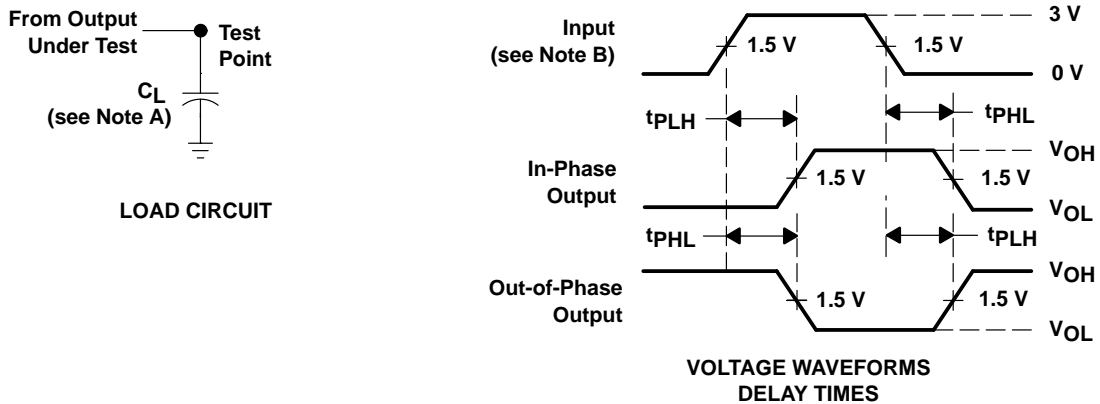 From Output
Under Test
Test
Point
CL
(see Note A)
LOAD CIRCUIT
Input
(see Note B)
1.5 V
1.5 V
3 V
0 V
tPLH
tPHL
In-Phase
Output
1.5 V
1.5 V
VOH
VOL
tPHL
tPLH
Out-of-Phase
Output
1.5 V
1.5 V
VOH
VOL
VOLTAGE WAVEFORMS
DELAY TIMES